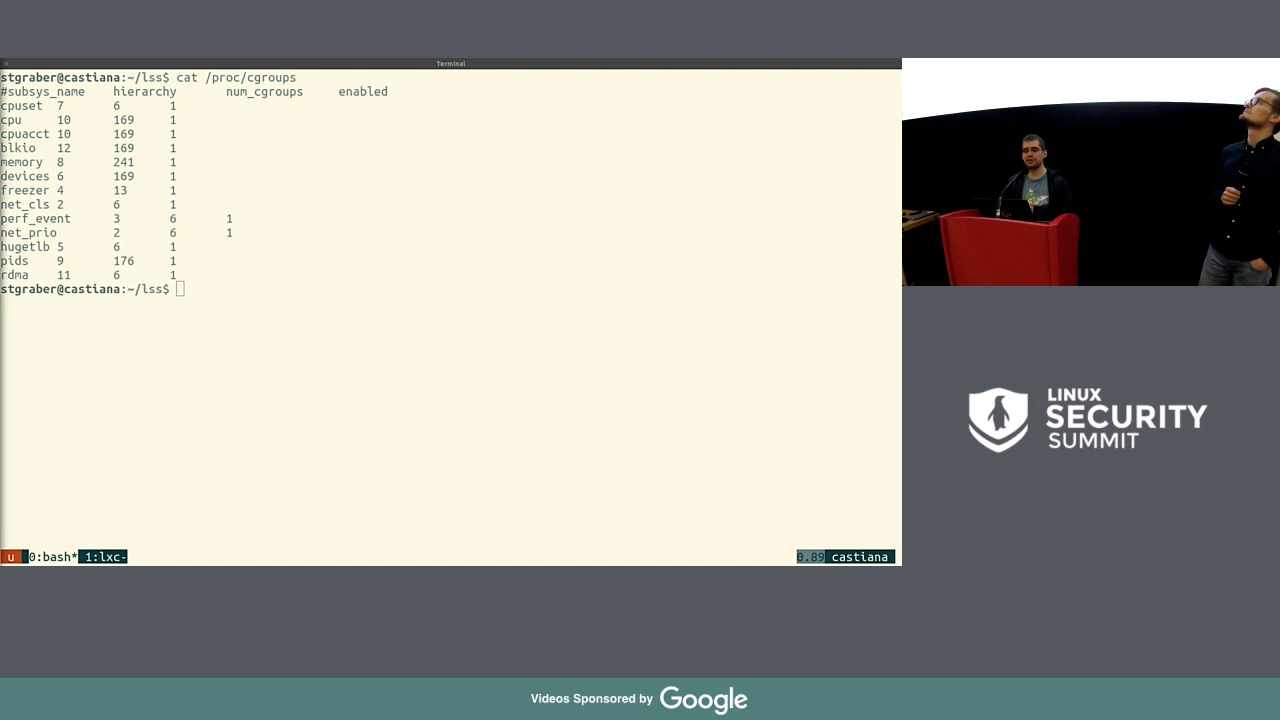 Terminal
stgraber@castiana:~/lss$ cat /proc/cgroups
#subsys_name hierarchy num_cgroups enabled
cpuset 7 6 1
cpu 10 169 1
cpuacct 10 169 1
blkio 12 169 1
memory 8 241 1
devices 6 169 1
freezer 4 13 1
net_cls 2 6 1
perf_event 3 6 1
net_prio 2 6 1
hugetlb 5 6 1
pids 9 176 1
rdma 11 6 1
stgraber@castiana:~/lss$
u 0:bash* 1:lxc- 0.89 castiana
LINUX
SECURITY
SUMMIT
Videos Sponsored by Google